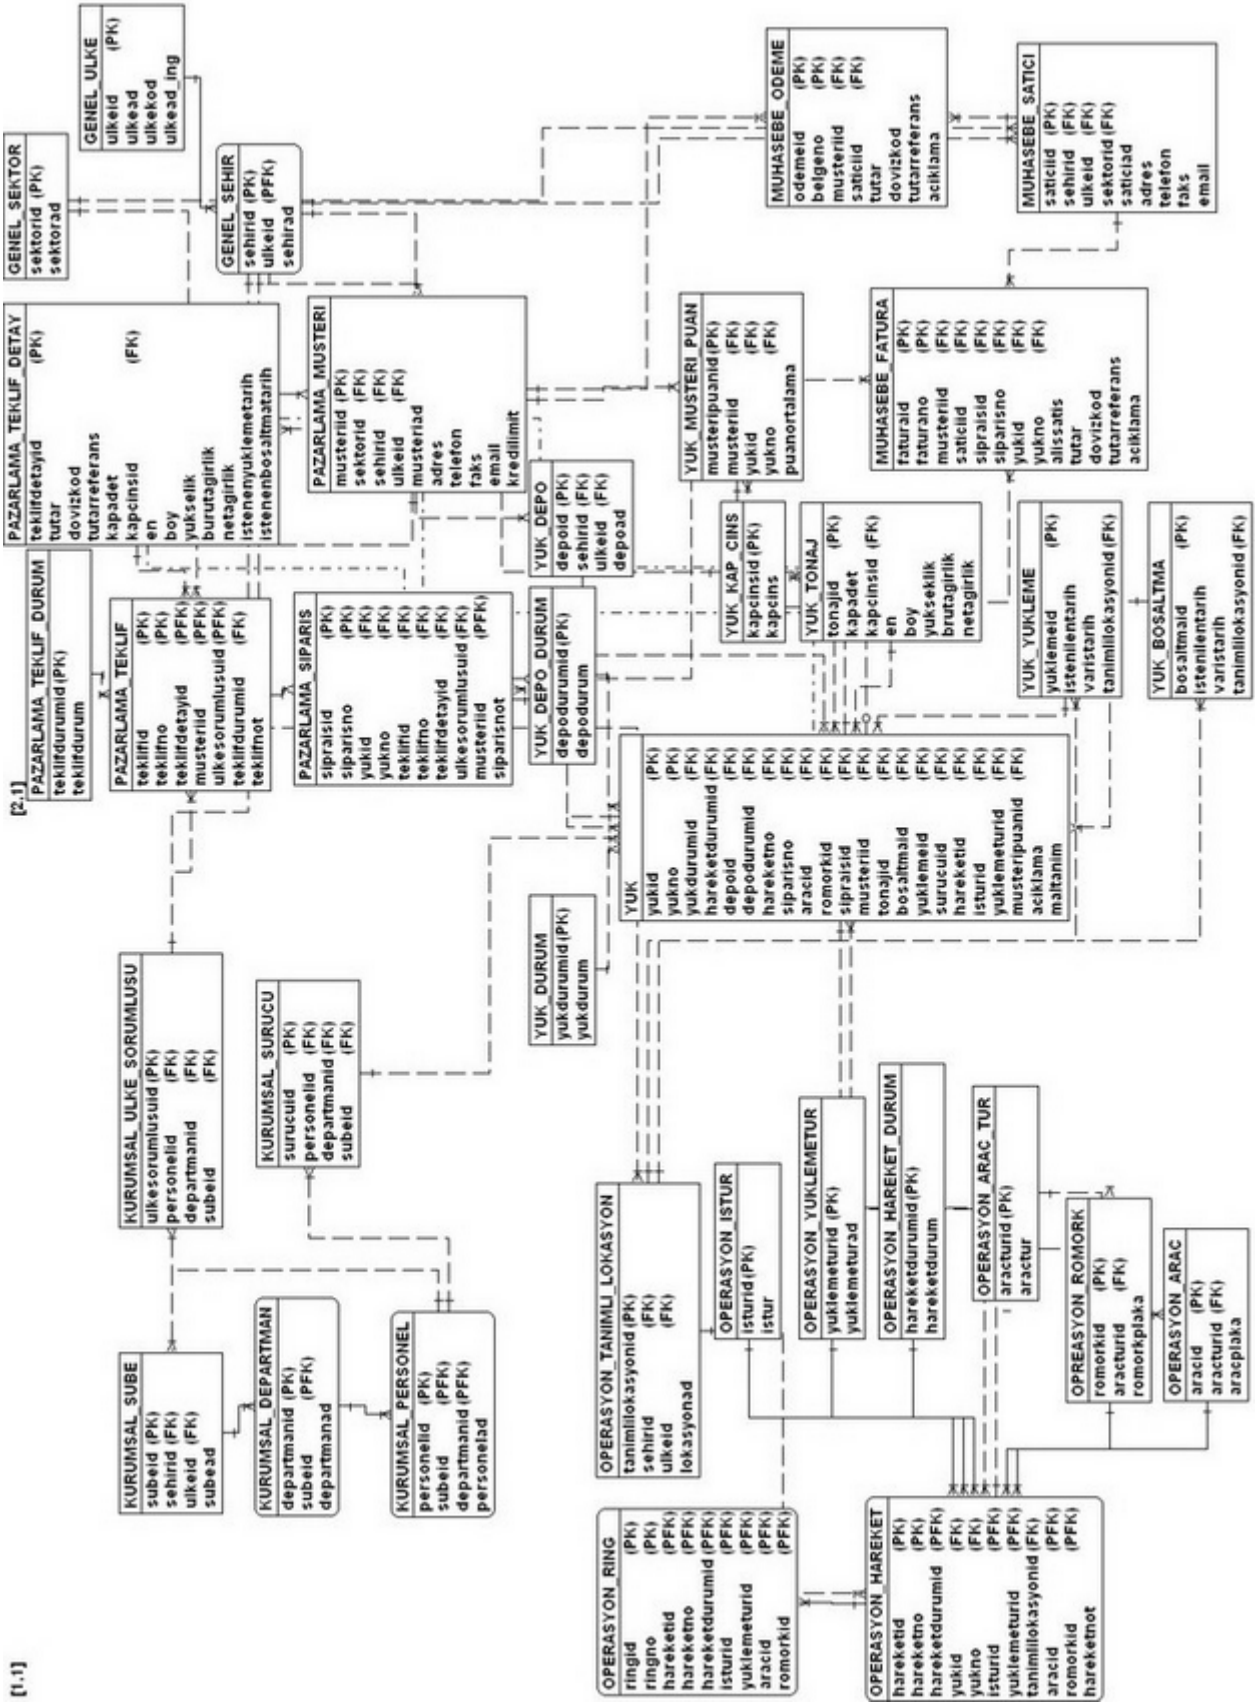 [1.1]
[2.1]
KURUMSAL_SUBE
subeid (PK)
sehirid (FK)
ulkeid (FK)
subead
KURUMSAL_DEPARTMAN
departmanid (PK)
subeid (PFK)
departmanad
KURUMSAL_PERSONEL
personelid (PK)
subeid (PFK)
departmanid (PFK)
personelad
KURUMSAL_ULKE_SORUMLUSU
ulkesorumlusuid (PK)
personelid (FK)
departmanid (FK)
subeid (FK)
KURUMSAL_SURUCU
surucuid (PK)
personelid (FK)
departmanid (FK)
subeid (FK)
PAZARLAMA_TEKLIF_DURUM
teklifdurumid (PK)
teklifdurum
PAZARLAMA_TEKLIF
teklifid (PK)
teklifno (PK)
teklifdetayid (PFK)
musteriid (PFK)
ulkesorumlusuid (PFK)
teklifdurumid (FK)
teklifnot
PAZARLAMA_SIPARIS
sipraisid (PK)
siparisno (PK)
yukid (FK)
yukno (FK)
teklifid (FK)
teklifno (FK)
teklifdetayid (FK)
ulkesorumlusuid (FK)
musteriid (PFK)
siparisnot
PAZARLAMA_TEKLIF_DETAY
teklifdetayid (PK)
tutar
dovizkod
tutarreferans
kapadet
kapcinsid (FK)
en
boy
yukselik
burutagirlik
netagirlik
istenenyuklemetarih
istenenbosaltmatarih
PAZARLAMA_MUSTERI
musteriid (PK)
sektorid (FK)
sehirid (FK)
ulkeid (FK)
musteriad
adres
telefon
faks
email
kredilimit
GENEL_SEKTOR
sektorid (PK)
sektorad
GENEL_ULKE
ulkeid (PK)
ulkead
ulkekod
ulkead_ing
GENEL_SEHIR
sehirid (PK)
ulkeid (PFK)
sehirad
YUK_DURUM
yukdurumid (PK)
yukdurum
YUK_DEPO_DURUM
depodurumid (PK)
depodurum
YUK_DEPO
depoid (PK)
sehirid (FK)
ulkeid (FK)
depoad
YUK
yukid (PK)
yukno (PK)
yukdurumid (FK)
hareketdurumid (FK)
depoid (FK)
depodurumid (FK)
hareketno (FK)
siparisno (FK)
aracid (FK)
romorkid (FK)
sipraisid (FK)
musteriid (FK)
tonajid (FK)
bosaltmaid (FK)
yuklemeid (FK)
surucuid (FK)
hareketid (FK)
isturid (FK)
yuklemeturid (FK)
musteripuanid (FK)
aciklama
maltanim
YUK_MUSTERI_PUAN
musteripuanid (PK)
musteriid (FK)
yukid (FK)
yukno (FK)
puanortalama
YUK_KAP_CINS
kapcinsid (PK)
kapcins
YUK_TONAJ
tonajid (PK)
kapadet
kapcinsid (FK)
en
boy
yukseklik
brutagirlik
netagirlik
YUK_YUKLEME
yuklemeid (PK)
istenilentarih
varistarih
tanimlilokasyonid (FK)
YUK_BOSALTMA
bosaltmaid (PK)
istenilentarih
varistarih
tanimlilokasyonid (FK)
MUHASEBE_ODEME
odemeid (PK)
belgeno (PK)
musteriid (FK)
saticiid (FK)
tutar
dovizkod
tutarreferans
aciklama
MUHASEBE_SATICI
saticiid (PK)
sehirid (FK)
ulkeid (FK)
sektorid (FK)
saticiad
adres
telefon
faks
email
MUHASEBE_FATURA
faturaid (PK)
faturano (PK)
musteriid (FK)
saticiid (FK)
sipraisid (FK)
siparisno (FK)
yukid (FK)
yukno (FK)
alissatis
tutar
dovizkod
tutarreferans
aciklama
OPERASYON_TANIMLI_LOKASYON
tanimlilokasyonid (PK)
sehirid (FK)
ulkeid (FK)
lokasyonad
OPERASYON_ISTUR
isturid (PK)
istur
OPERASYON_YUKLEMETUR
yuklemeturid (PK)
yuklemeturad
OPERASYON_HAREKET_DURUM
hareketdurumid (PK)
hareketdurum
OPERASYON_ARAC_TUR
aracturid (PK)
aractur
OPREASYON_ROMORK
romorkid (PK)
aracturid (FK)
romorkplaka
OPERASYON_ARAC
aracid (PK)
aracturid (FK)
aracplaka
OPERASYON_RING
ringid (PK)
ringno (PK)
hareketid (PFK)
hareketno (PFK)
hareketdurumid (PFK)
isturid (PFK)
yuklemeturid (PFK)
aracid (PFK)
romorkid (PFK)
OPERASYON_HAREKET
hareketid (PK)
hareketno (PK)
hareketdurumid (PFK)
yukid (FK)
yukno (FK)
isturid (PFK)
yuklemeturid (PFK)
tanimlilokasyonid (FK)
aracid (PFK)
romorkid (PFK)
hareketnot